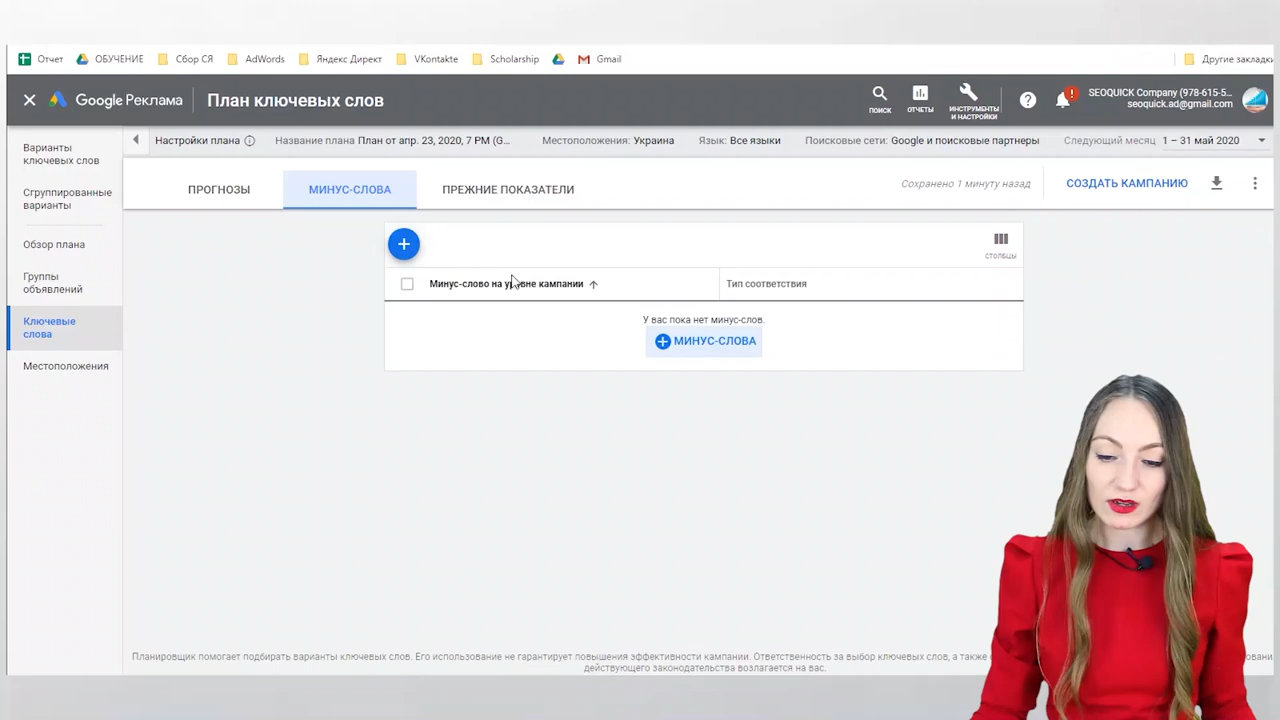 Отчет ОБУЧЕНИЕ Сбор СЯ AdWords Яндекс Директ VKontakte Scholarship Gmail Другие закладки
Google Реклама План ключевых слов
ПОИСК
ОТЧЕТЫ
ИНСТРУМЕНТЫ
И НАСТРОЙКИ
SEOQUICK Company (978-615-5...
seoquick.ad@gmail.com
Варианты
ключевых слов
Сгруппированные
варианты
Обзор плана
Группы
объявлений
Ключевые
слова
Местоположения
Настройки плана Название плана План от апр. 23, 2020, 7 PM (G... Местоположения: Украина Язык: Все языки Поисковые сети: Google и поисковые партнеры Следующий месяц 1 – 31 май 2020
ПРОГНОЗЫ МИНУС-СЛОВА ПРЕЖНИЕ ПОКАЗАТЕЛИ Сохранено 1 минуту назад СОЗДАТЬ КАМПАНИЮ
СТОЛБЦЫ
Минус-слово на уровне кампании Тип соответствия
У вас пока нет минус-слов.
МИНУС-СЛОВА
Планировщик помогает подбирать варианты ключевых слов. Его использование не гарантирует повышения эффективности кампании. Ответственность за выбор ключевых слов, а также
действующего законодательства возлагается на вас.